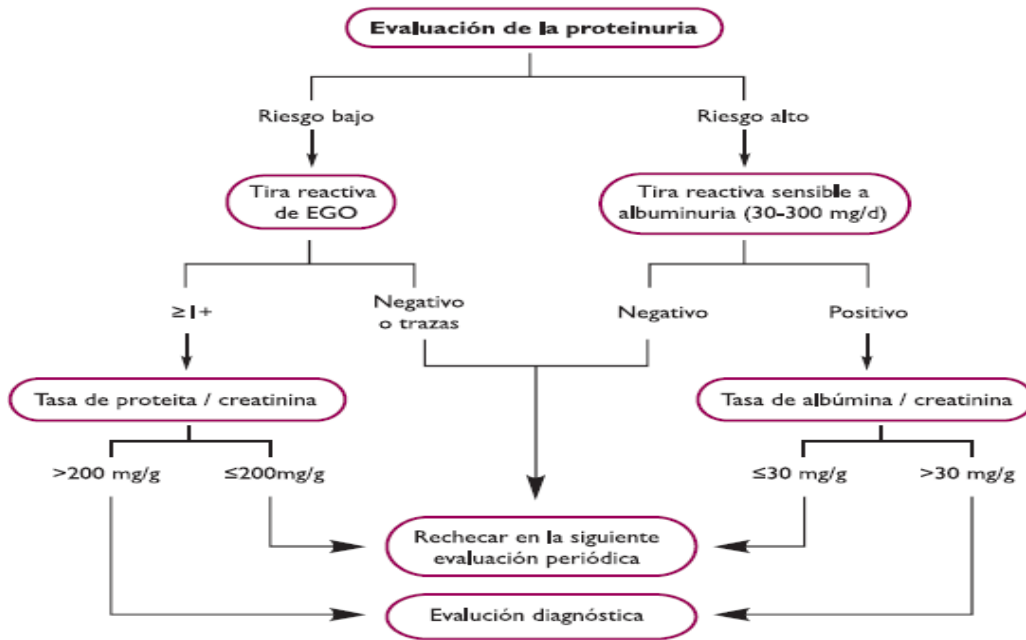 Evaluación de la proteinuria
Riesgo bajo
Riesgo alto
Tira reactiva
de EGO
Tira reactiva sensible a
albuminuria (30-300 mg/d)
≥1+
Negativo
o trazas
Negativo
Positivo
Tasa de proteita / creatinina
Tasa de albúmina / creatinina
>200 mg/g
≤200mg/g
≤30 mg/g
>30 mg/g
Rechecar en la siguiente
evaluación periódica
Evalución diagnóstica